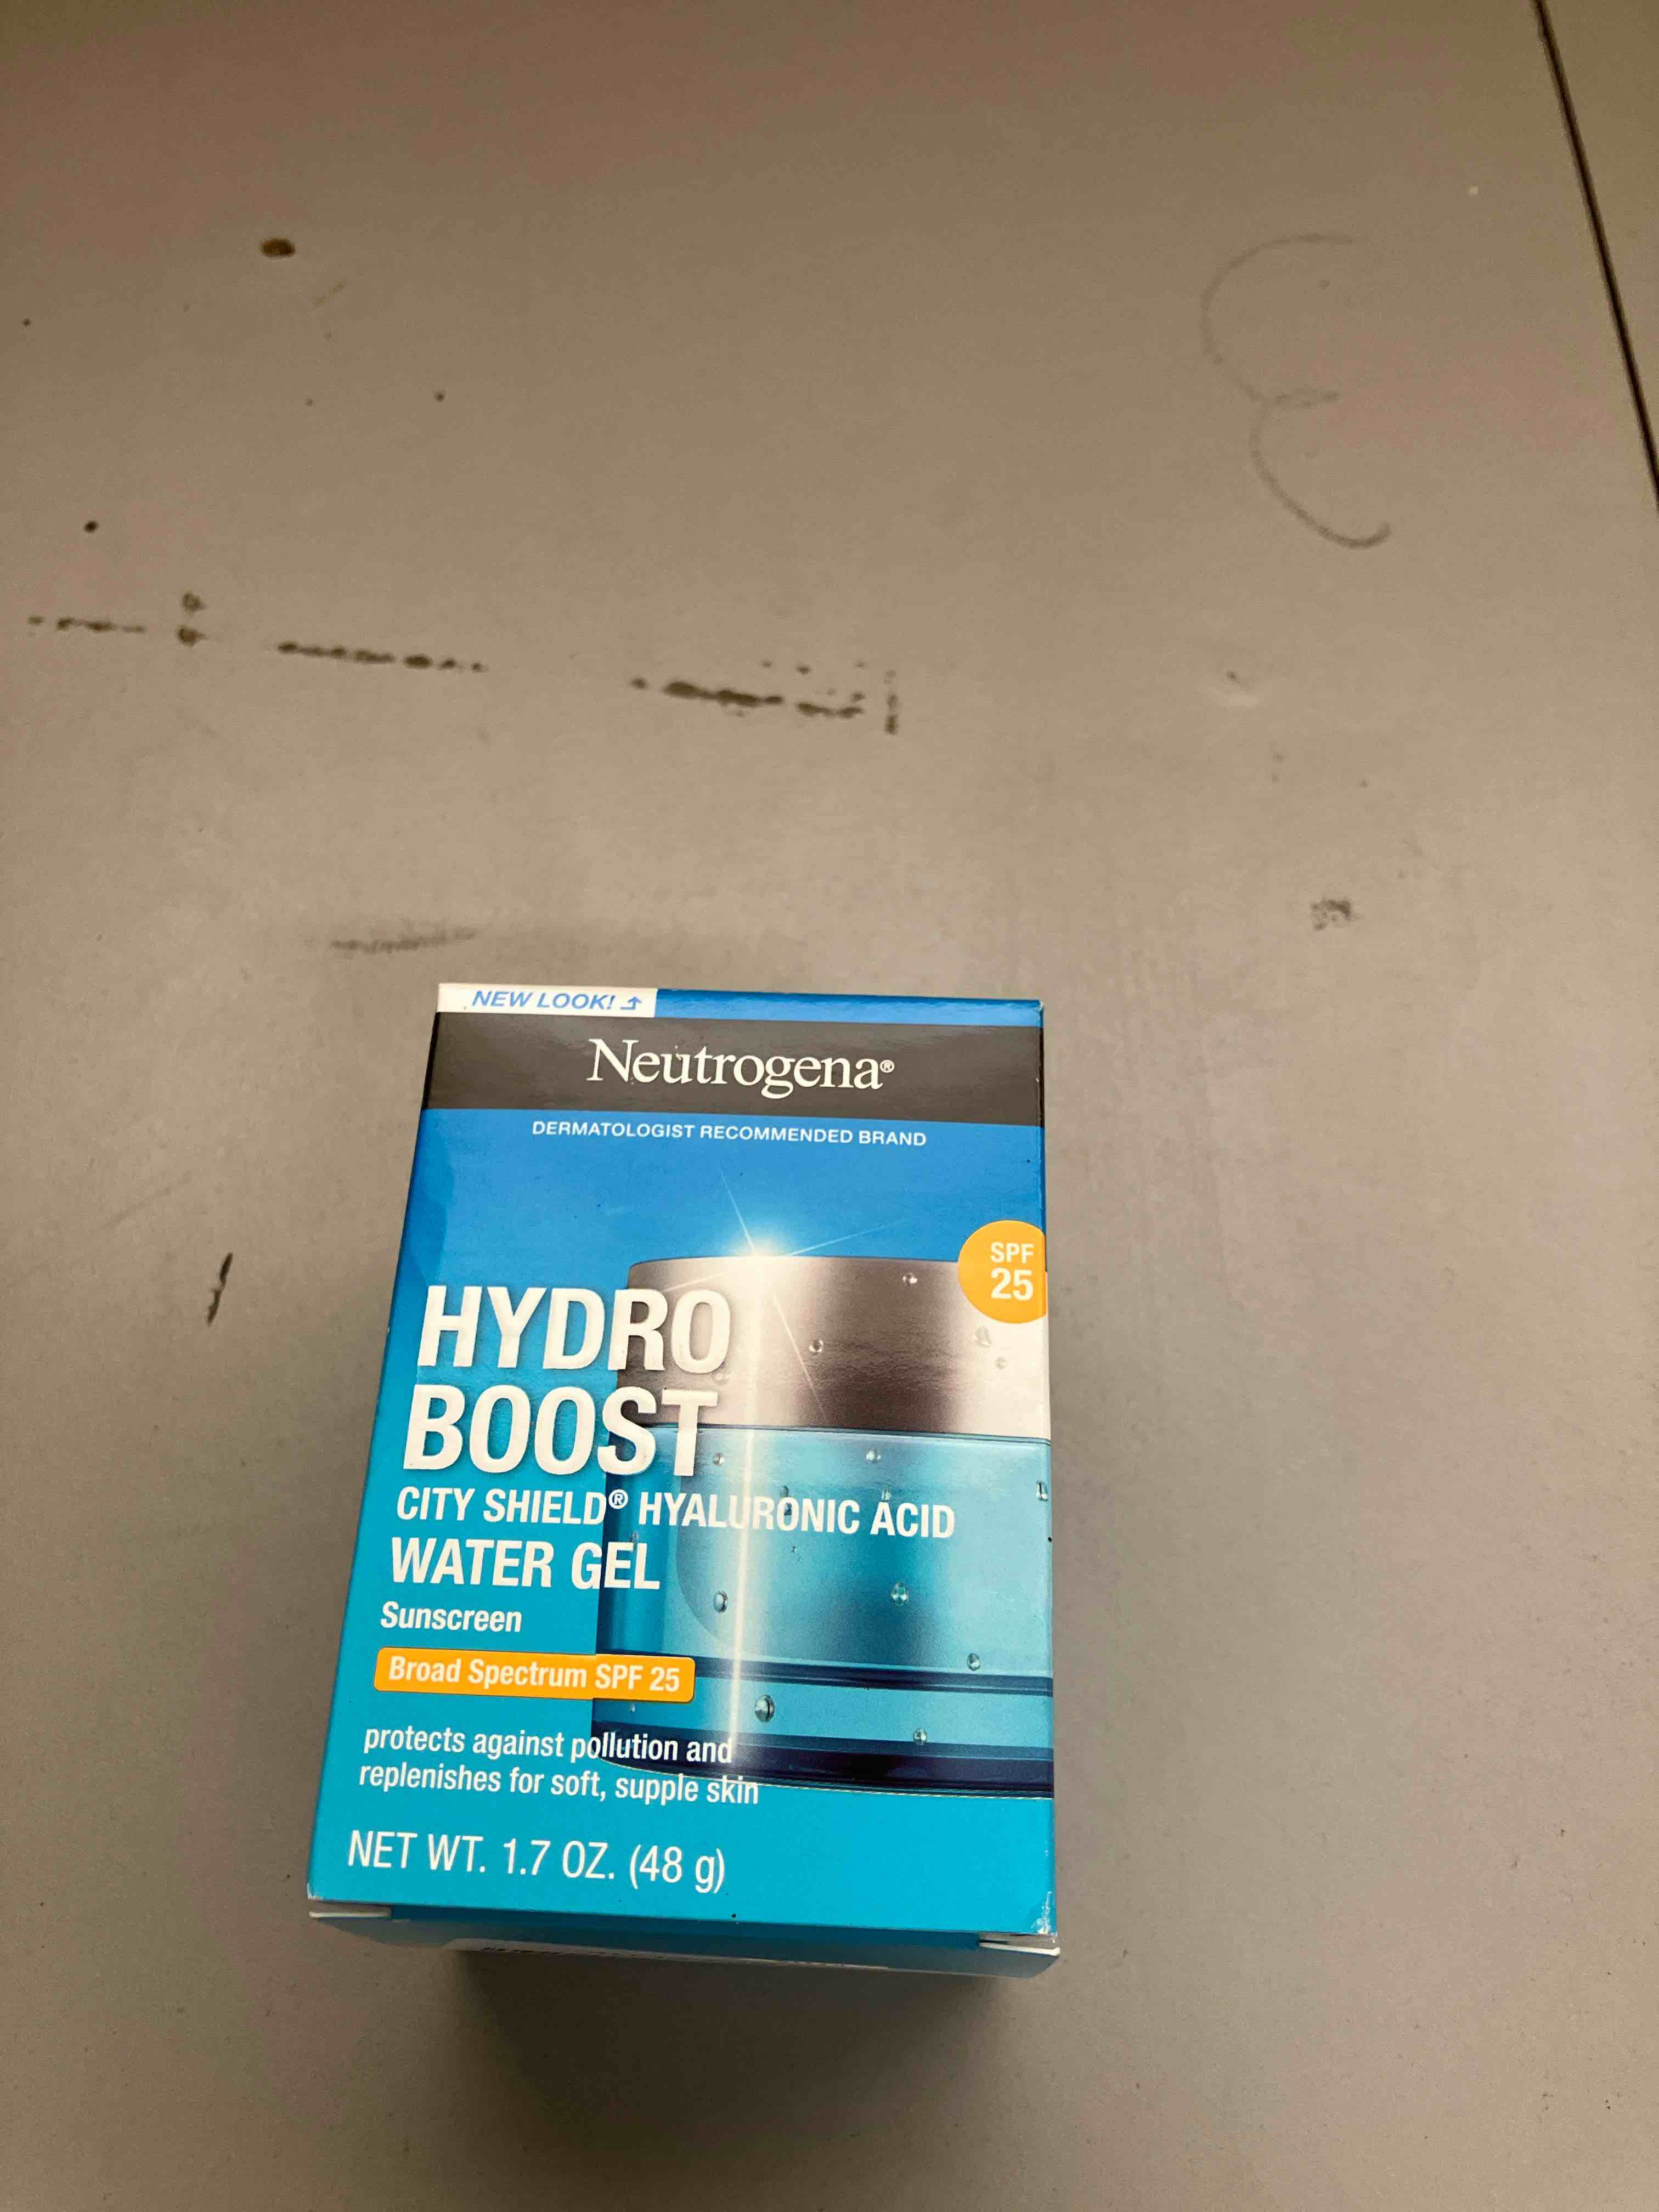 NEW LOOK!
Neutrogena®
DERMATOLOGIST RECOMMENDED BRAND
SPF
25
HYDRO
BOOST
CITY SHIELD® HYALURONIC ACID
WATER GEL
Sunscreen
Broad Spectrum SPF 25
protects against pollution and
replenishes for soft, supple skin
NET WT. 1.7 OZ. (48 g)